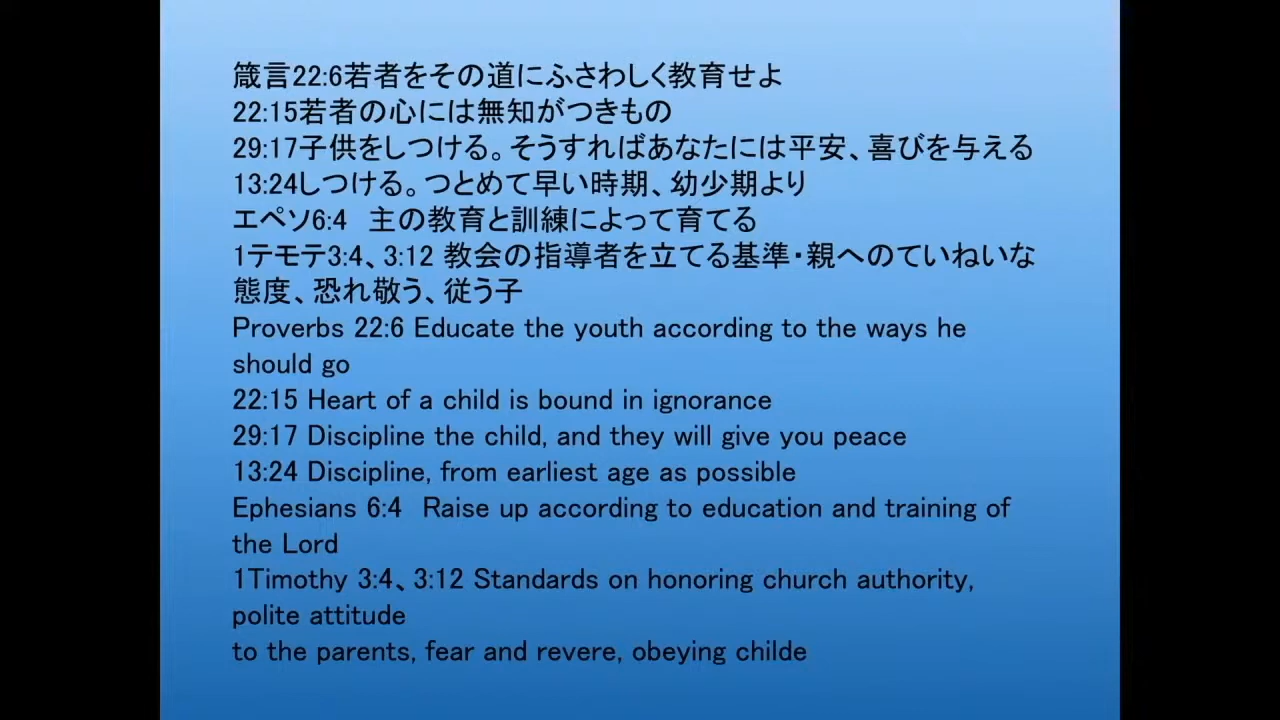 箴言22:6若者をその道にふさわしく教育せよ
22:15若者の心には無知がつきもの
29:17子供をしつける。そうすればあなたには平安、喜びを与える
13:24しつける。つとめて早い時期、幼少期より
エペソ6:4　主の教育と訓練によって育てる
1テモテ3:4、3:12 教会の指導者を立てる基準・親へのていねいな
態度、恐れ敬う、従う子
Proverbs 22:6 Educate the youth according to the ways he
should go
22:15 Heart of a child is bound in ignorance
29:17 Discipline the child, and they will give you peace
13:24 Discipline, from earliest age as possible
Ephesians 6:4　Raise up according to education and training of
the Lord
1Timothy 3:4、3:12 Standards on honoring church authority,
polite attitude
to the parents, fear and revere, obeying childe